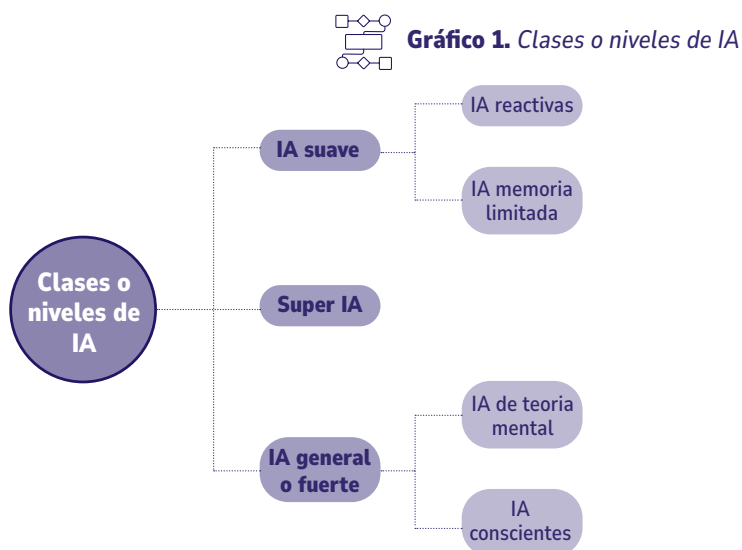 Gráfico 1. Clases o niveles de IA
IA reactivas
IA suave
IA memoria
limitada
Clases o
niveles de
IA
Super IA
IA de teoria
mental
IA general
o fuerte
IA
conscientes